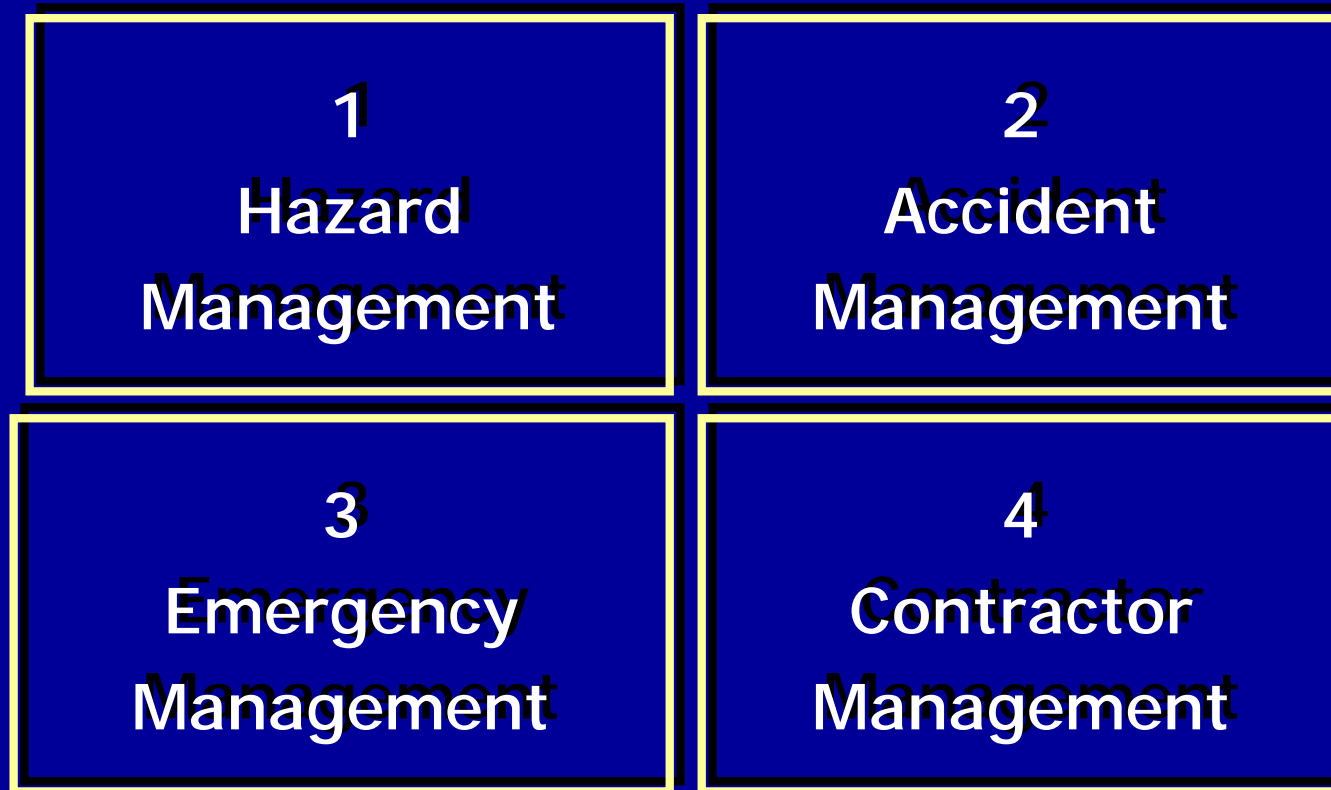 1
Hazard
Management
2
Accident
Management
3
Emergency
Management
4
Contractor
Management